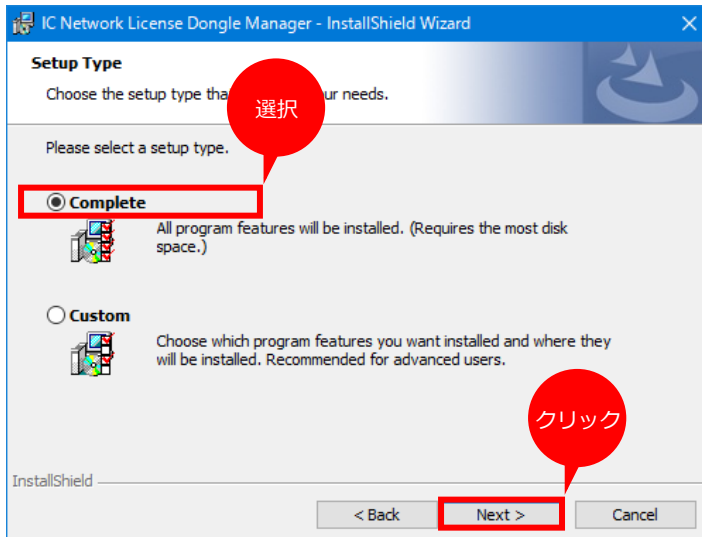 IC Network License Dongle Manager - InstallShield Wizard
Setup Type
Choose the setup type tha ur needs.
選択
Please select a setup type.
Complete
All program features will be installed. (Requires the most disk
space.)
Custom
Choose which program features you want installed and where they
will be installed. Recommended for advanced users.
クリック
InstallShield
< Back Next > Cancel